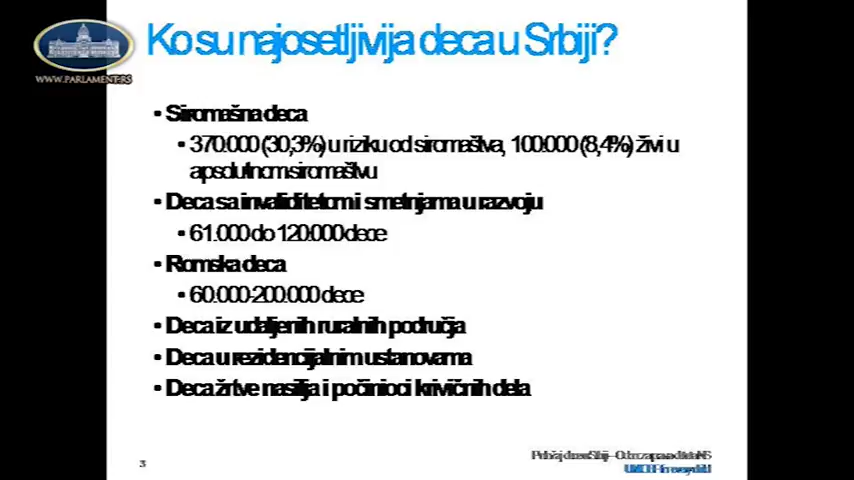 Ko su najosetljivija deca u Srbiji?
WWW.PARLAMENT.RS
▪ Siromašna deca
▪ 370.000 (30,3%) u riziku od siromaštva, 100.000 (8,4%) živi u
apsolutnom siromaštvu
▪ Deca sa invaliditetom i smetnjama u razvoju
▪ 61.000 do 120.000 dece
▪ Romska deca
▪ 60.000-200.000 dece
▪ Deca iz udaljenih ruralnih područja
▪ Deca u rezidencijalnim ustanovama
▪ Deca žrtve nasilja i počinioci krivičnih dela
3